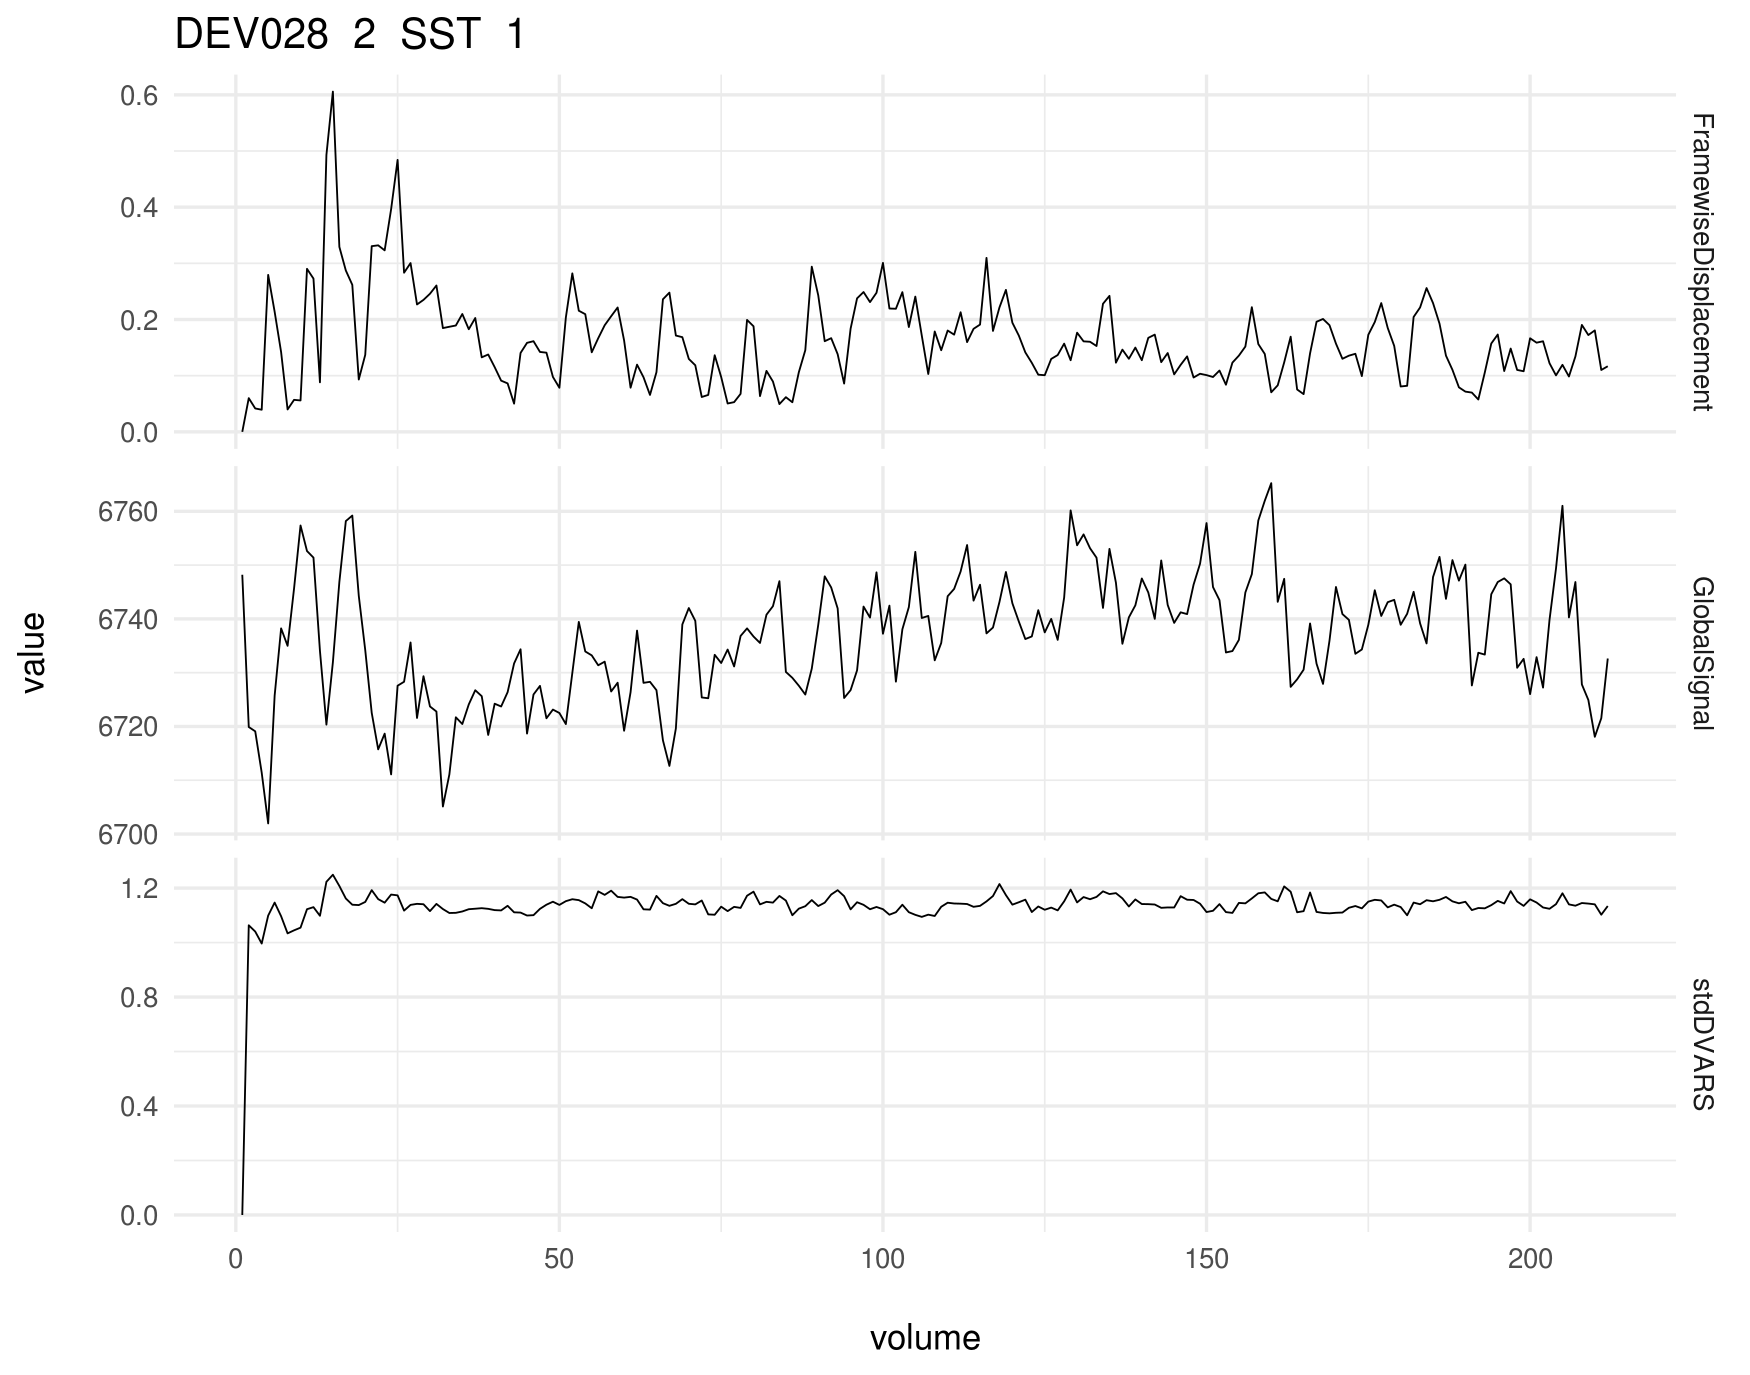 DEV028 2 SST 1
value
0.6
0.4
0.2
0.0
FramewiseDisplacement
6760
6740
6720
6700
GlobalSignal
1.2
0.8
0.4
0.0
stdDVARS
0 50 100 150 200
volume